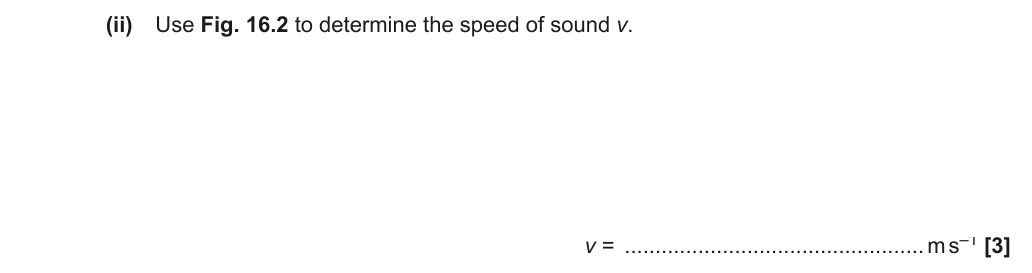 (ii) Use Fig. 16.2 to determine the speed of sound v.
v = ................................................. m s⁻¹ [3]